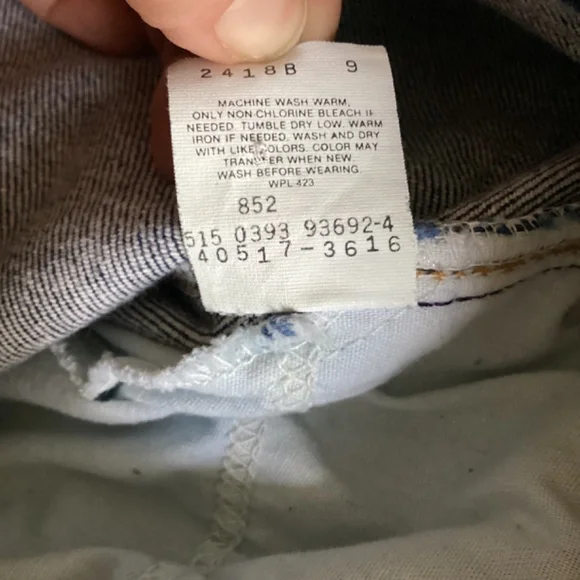 2418B 9
MACHINE WASH WARM,
ONLY NON-CHLORINE BLEACH IF
NEEDED. TUMBLE DRY LOW. WARM
IRON IF NEEDED. WASH AND DRY
WITH LIKE COLORS. COLOR MAY
TRANSFER WHEN NEW.
WASH BEFORE WEARING.
WPL 423
852
515 0393 93692-4
40517-3616